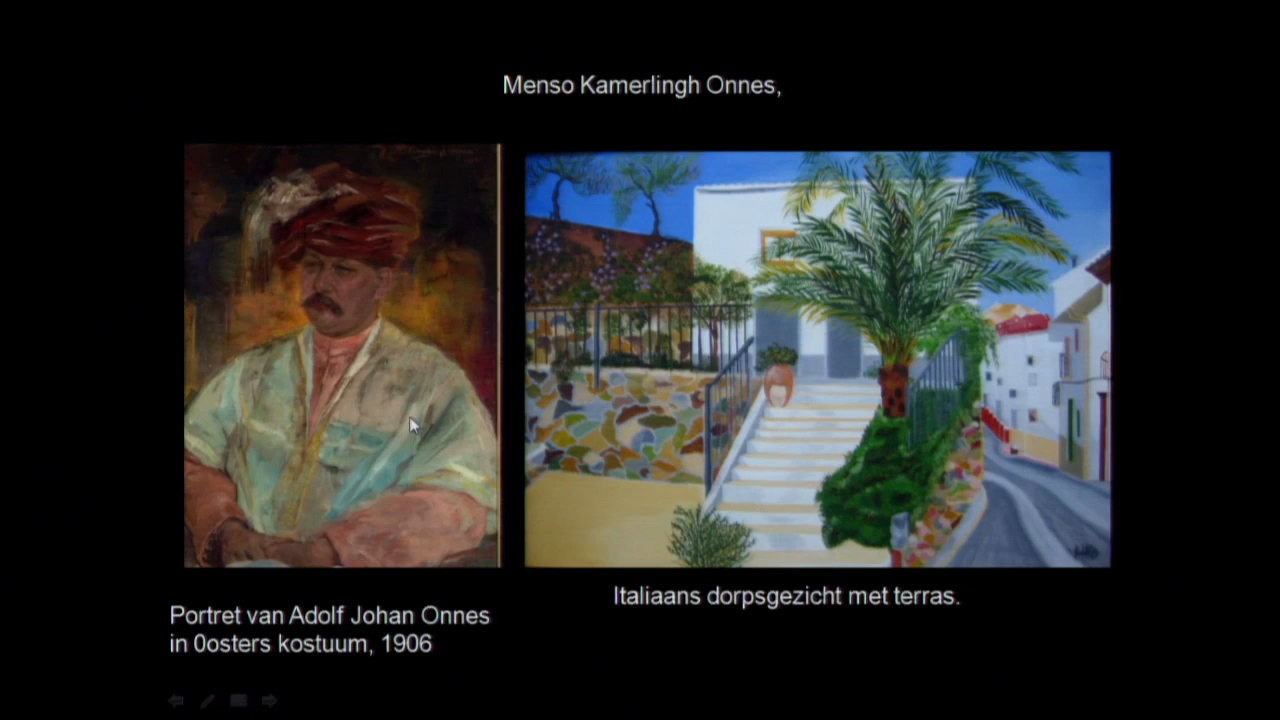 Menso Kamerlingh Onnes,
Italiaans dorpsgezicht met terras.
Portret van Adolf Johan Onnes
in 0osters kostuum, 1906